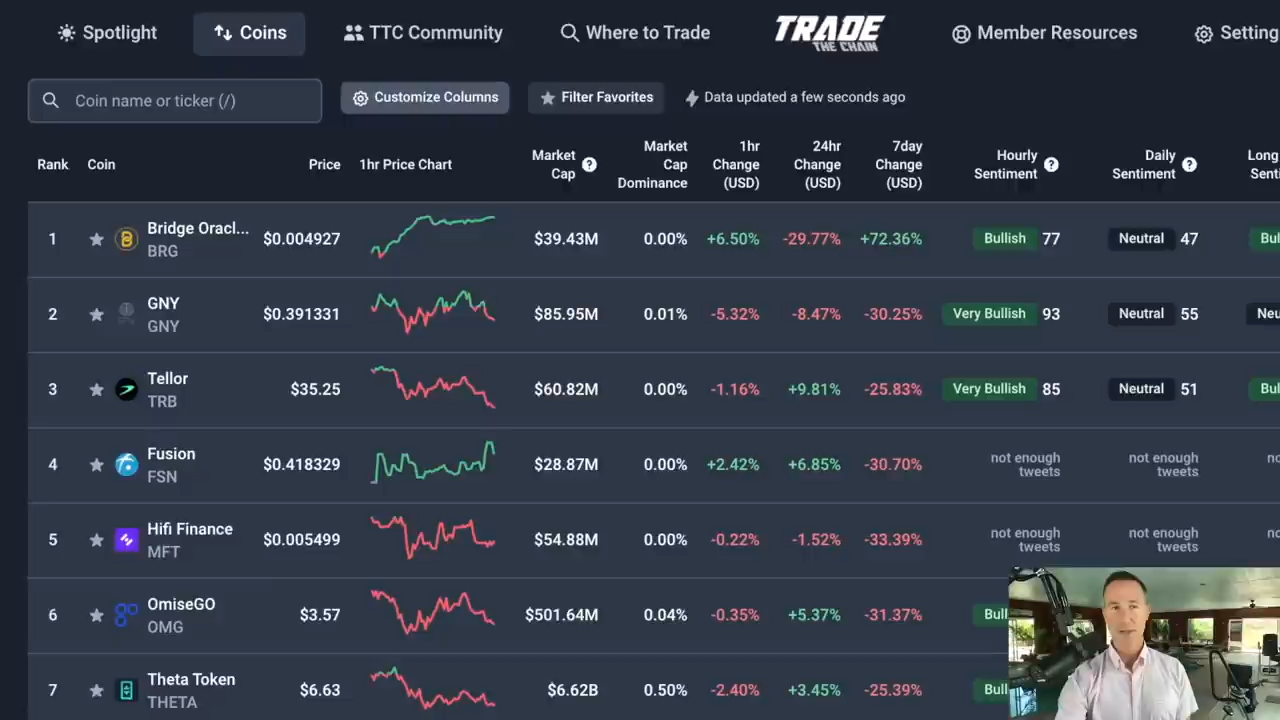 Spotlight Coins TTC Community Where to Trade TRADE THE CHAIN Member Resources Setting
Coin name or ticker (/) Customize Columns Filter Favorites Data updated a few seconds ago
Rank Coin Price 1hr Price Chart Market Cap ? Market Cap Dominance 1hr Change (USD) 24hr Change (USD) 7day Change (USD) Hourly Sentiment ? Daily Sentiment ? Long
1 Bridge Oracl... BRG $0.004927 $39.43M 0.00% +6.50% -29.77% +72.36% Bullish 77 Neutral 47
2 GNY GNY $0.391331 $85.95M 0.01% -5.32% -8.47% -30.25% Very Bullish 93 Neutral 55
3 Tellor TRB $35.25 $60.82M 0.00% -1.16% +9.81% -25.83% Very Bullish 85 Neutral 51
4 Fusion FSN $0.418329 $28.87M 0.00% +2.42% +6.85% -30.70% not enough tweets not enough tweets
5 Hifi Finance MFT $0.005499 $54.88M 0.00% -0.22% -1.52% -33.39% not enough tweets not enough tweets
6 OmiseGO OMG $3.57 $501.64M 0.04% -0.35% +5.37% -31.37% Bull
7 Theta Token THETA $6.63 $6.62B 0.50% -2.40% +3.45% -25.39% Bull